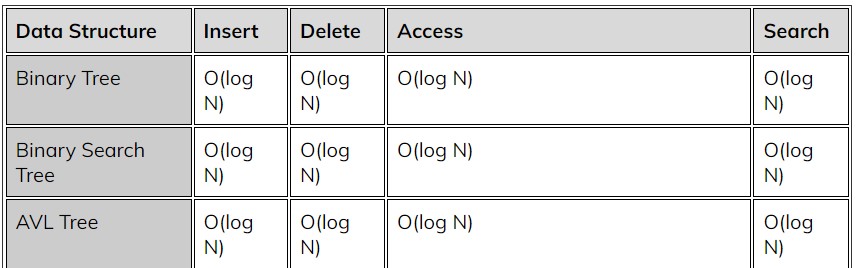 Data Structure Insert Delete Access Search
Binary Tree O(log O(log O(log N) O(log
N) N) N)
Binary Search O(log O(log O(log N) O(log
Tree N) N) N)
AVL Tree O(log O(log O(log N) O(log
N) N) N)